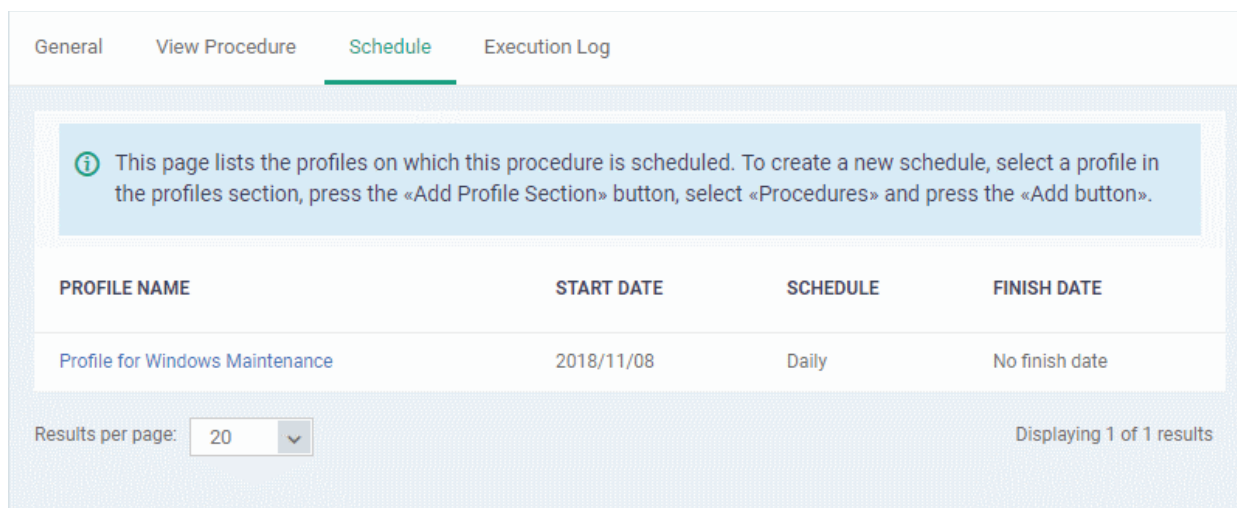 General View Procedure Schedule Execution Log
This page lists the profiles on which this procedure is scheduled. To create a new schedule, select a profile in
the profiles section, press the «Add Profile Section» button, select «Procedures» and press the «Add button».
PROFILE NAME START DATE SCHEDULE FINISH DATE
Profile for Windows Maintenance 2018/11/08 Daily No finish date
Results per page: 20 Displaying 1 of 1 results